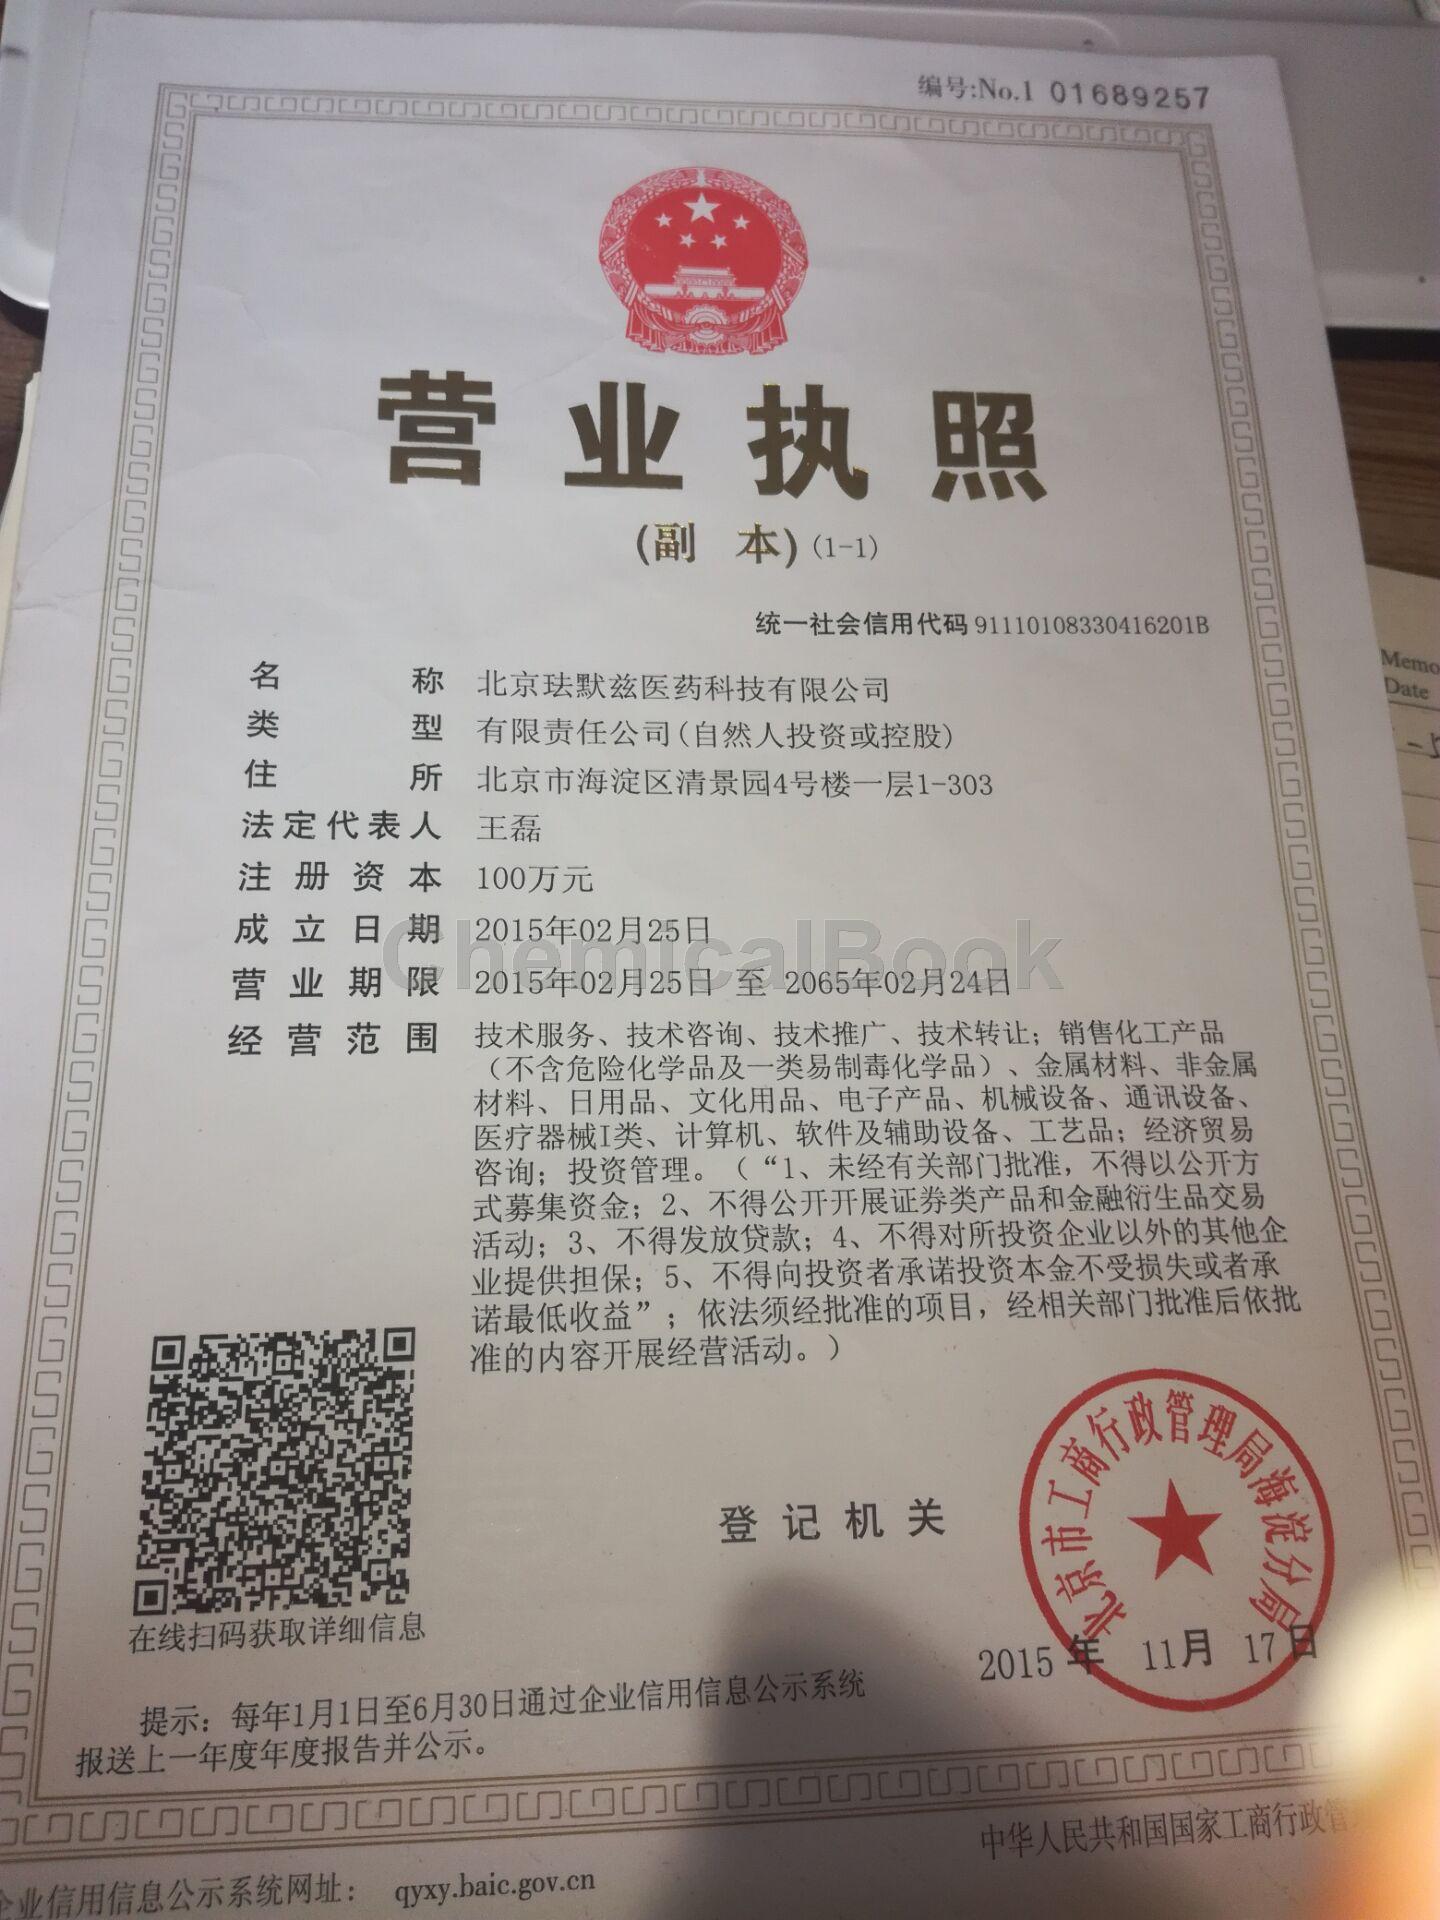 编号:No.1 01689257
营业执照
(副 本) (1-1)
统一社会信用代码 91110108330416201B
名 称 北京珐默兹医药科技有限公司
类 型 有限责任公司(自然人投资或控股)
住 所 北京市海淀区清景园4号楼一层1-303
法定代表人 王磊
注册资本 100万元
成立日期 2015年02月25日
ChemicalBook
营业期限 2015年02月25日 至 2065年02月24日
经营范围 技术服务、技术咨询、技术推广、技术转让；销售化工产品
（不含危险化学品及一类易制毒化学品）、金属材料、非金属
材料、日用品、文化用品、电子产品、机械设备、通讯设备、
医疗器械I类、计算机、软件及辅助设备、工艺品；经济贸易
咨询；投资管理。（“1、未经有关部门批准，不得以公开方
式募集资金；2、不得公开开展证券类产品和金融衍生品交易
活动；3、不得发放贷款；4、不得对所投资企业以外的其他企
业提供担保；5、不得向投资者承诺投资本金不受损失或者承
诺最低收益”；依法须经批准的项目，经相关部门批准后依批
准的内容开展经营活动。）
在线扫码获取详细信息
登记机关
北京市工商行政管理局海淀分局
2015 年 11月 17日
提示：每年1月1日至6月30日通过企业信用信息公示系统
报送上一年度年度报告并公示。
企业信用信息公示系统网址： qyxy.baic.gov.cn
中华人民共和国国家工商行政管
Memo
Date